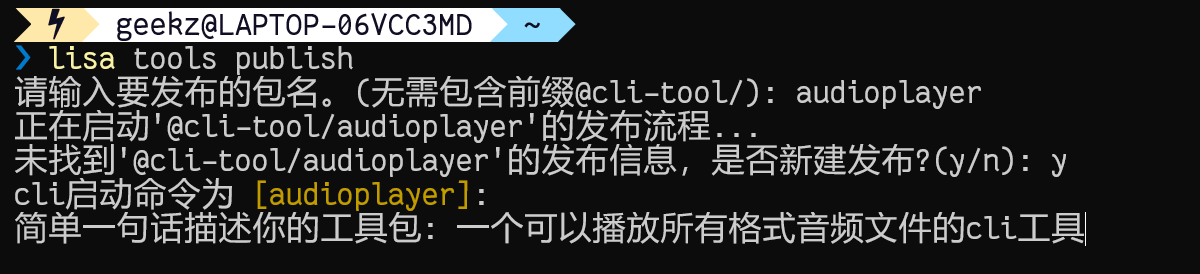 geekz@LAPTOP-06VCC3MD ~
❯ lisa tools publish
请输入要发布的包名。(无需包含前缀@cli-tool/): audioplayer
正在启动'@cli-tool/audioplayer'的发布流程...
未找到'@cli-tool/audioplayer'的发布信息，是否新建发布?(y/n): y
cli启动命令为 [audioplayer]:
简单一句话描述你的工具包: 一个可以播放所有格式音频文件的cli工具